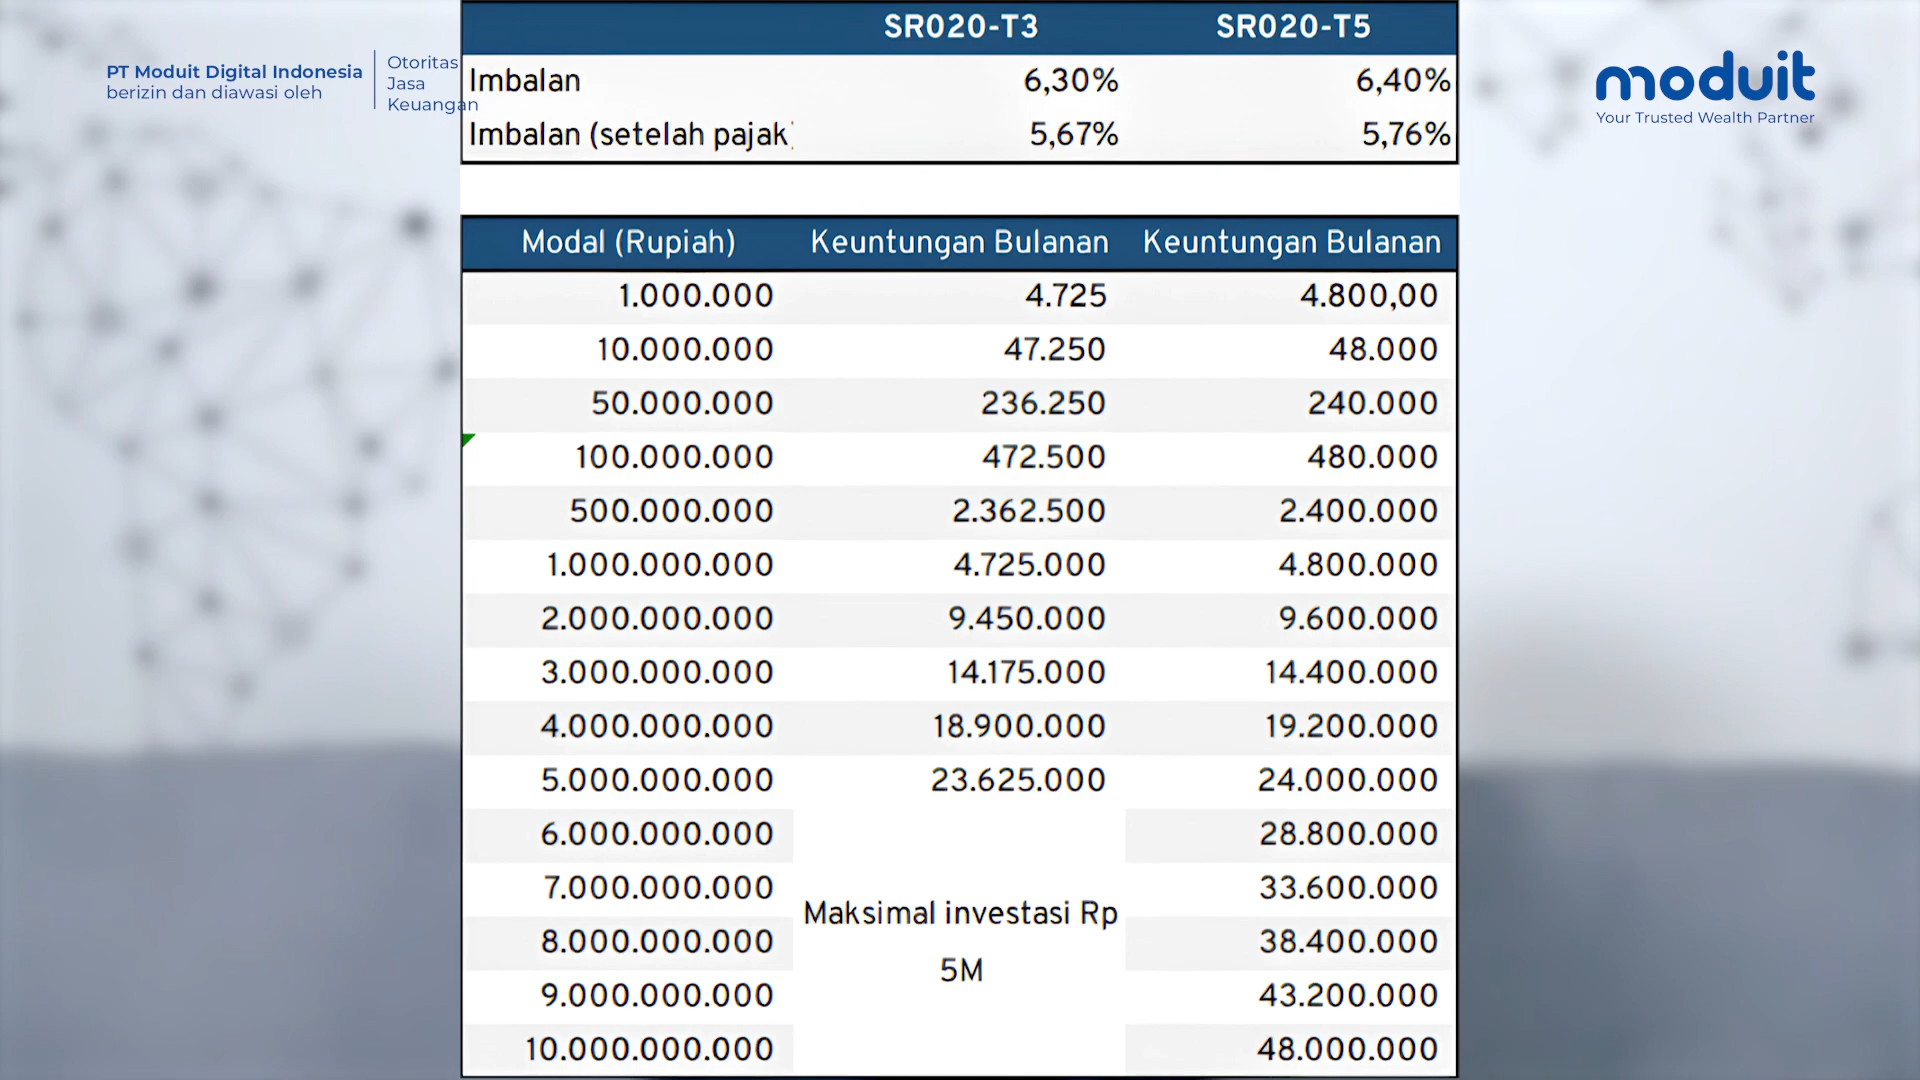 PT Moduit Digital Indonesia
berizin dan diawasi oleh
Otoritas
Jasa
Keuangan
moduit
Your Trusted Wealth Partner
SR020-T3 SR020-T5
Imbalan 6,30% 6,40%
Imbalan (setelah pajak) 5,67% 5,76%
Modal (Rupiah) Keuntungan Bulanan Keuntungan Bulanan
1.000.000 4.725 4.800,00
10.000.000 47.250 48.000
50.000.000 236.250 240.000
100.000.000 472.500 480.000
500.000.000 2.362.500 2.400.000
1.000.000.000 4.725.000 4.800.000
2.000.000.000 9.450.000 9.600.000
3.000.000.000 14.175.000 14.400.000
4.000.000.000 18.900.000 19.200.000
5.000.000.000 23.625.000 24.000.000
6.000.000.000 28.800.000
7.000.000.000 33.600.000
Maksimal investasi Rp
8.000.000.000 38.400.000
5M
9.000.000.000 43.200.000
10.000.000.000 48.000.000